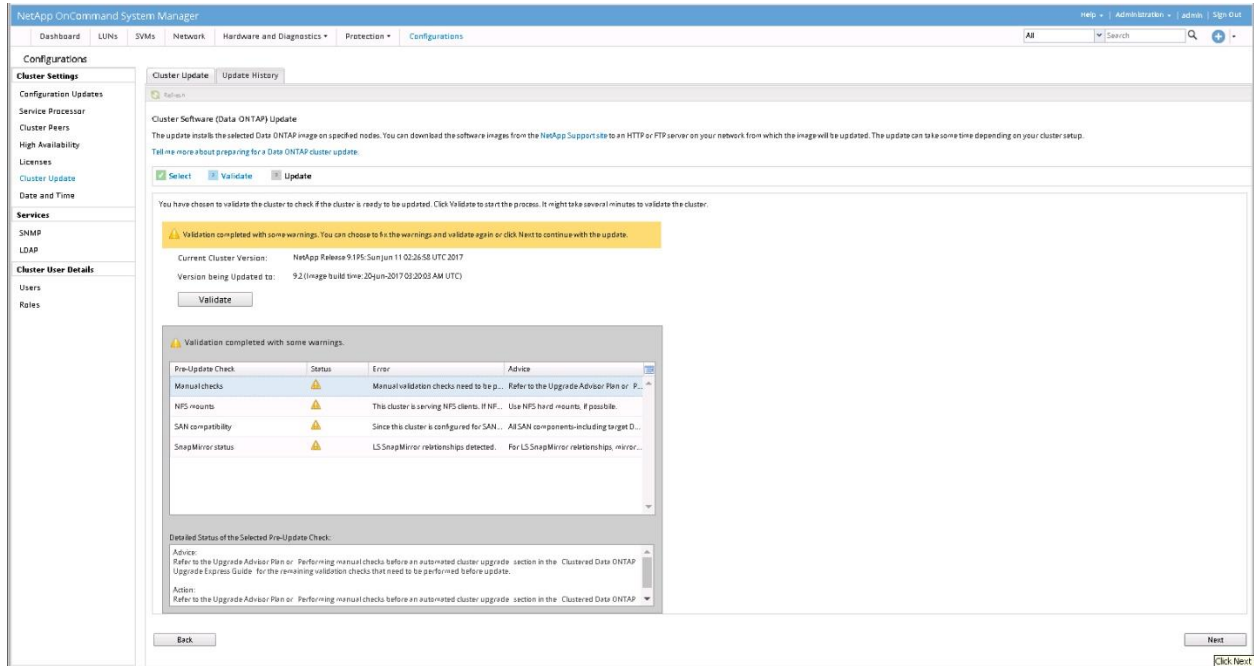 NetApp OnCommand System Manager
Help | Administration | admin | Sign Out
Dashboard LUNs SVMs Network Hardware and Diagnostics Protection Configurations
All Search
Configurations
Cluster Settings
Configuration Updates
Service Processor
Cluster Peers
High Availability
Licenses
Cluster Update
Date and Time
Services
SNMP
LDAP
Cluster User Details
Users
Roles
Cluster Update Update History
Refresh
Cluster Software (Data ONTAP) Update
The update installs the selected Data ONTAP image on specified nodes. You can download the software images from the NetApp Support site to an HTTP or FTP server on your network from which the image will be updated. The update can take some time depending on your cluster setup.
Tell me more about preparing for a Data ONTAP cluster update.
Select Validate Update
You have chosen to validate the cluster to check if the cluster is ready to be updated. Click Validate to start the process. It might take several minutes to validate the cluster.
Validation completed with some warnings. You can choose to fix the warnings and validate again or click Next to continue with the update.
Current Cluster Version: NetApp Release 9.1P5: Sun Jun 11 02:26:58 UTC 2017
Version being Updated to: 9.2 (Image build time: 20-Jun-2017 03:20:03 AM UTC)
Validate
Validation completed with some warnings.
Pre-Update Check Status Error Advice
Manual checks Manual validation checks need to be p... Refer to the Upgrade Advisor Plan or P...
NFS mounts This cluster is serving NFS clients. If NF... Use NFS hard mounts, if possbile.
SAN compatibility Since this cluster is configured for SAN... All SAN components-including target D...
SnapMirror status LS SnapMirror relationships detected. For LS SnapMirror relationships, mirror...
Detailed Status of the Selected Pre-Update Check:
Advice:
Refer to the Upgrade Advisor Plan or Performing manual checks before an automated cluster upgrade section in the Clustered Data ONTAP
Upgrade Express Guide for the remaining validation checks that need to be performed before update.
Action:
Refer to the Upgrade Advisor Plan or Performing manual checks before an automated cluster upgrade section in the Clustered Data ONTAP
Back Next
Click Next